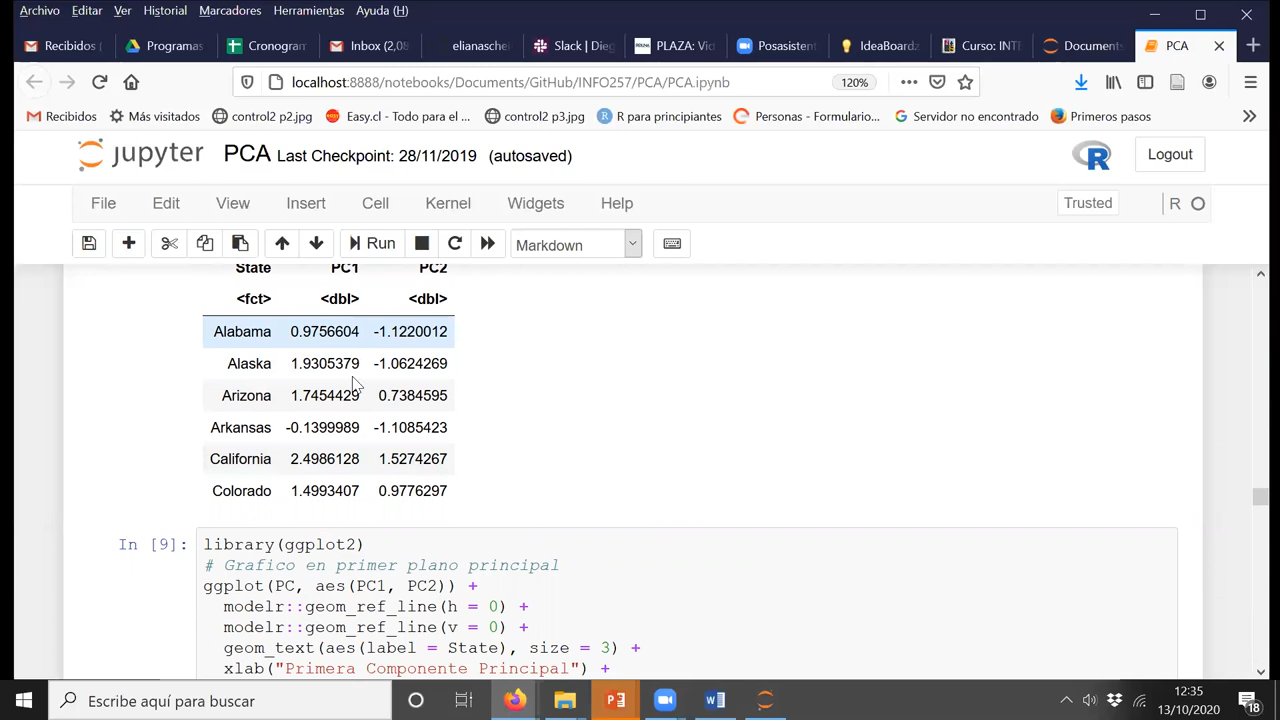 Archivo Editar Ver Historial Marcadores Herramientas Ayuda (H)
Recibidos ( Programas Cronogram Inbox (2,08 elianaschei Slack | Dieg PLAZA: Vi Posasistent IdeaBoardz Curso: INTE Documents PCA
localhost:8888/notebooks/Documents/GitHub/INFO257/PCA/PCA.ipynb 120%
Recibidos Más visitados control2 p2.jpg Easy.cl - Todo para el ... control2 p3.jpg R para principiantes Personas - Formulario... Servidor no encontrado Primeros pasos
jupyter PCA Last Checkpoint: 28/11/2019 (autosaved) R Logout
File Edit View Insert Cell Kernel Widgets Help Trusted R
Run Markdown
State PC1 PC2
<fct> <dbl> <dbl>
Alabama 0.9756604 -1.1220012
Alaska 1.9305379 -1.0624269
Arizona 1.7454429 0.7384595
Arkansas -0.1399989 -1.1085423
California 2.4986128 1.5274267
Colorado 1.4993407 0.9776297
In [9]: library(ggplot2)
# Grafico en primer plano principal
ggplot(PC, aes(PC1, PC2)) +
modelr::geom_ref_line(h = 0) +
modelr::geom_ref_line(v = 0) +
geom_text(aes(label = State), size = 3) +
xlab("Primera Componente Principal") +
Escribe aquí para buscar
12:35
13/10/2020
18